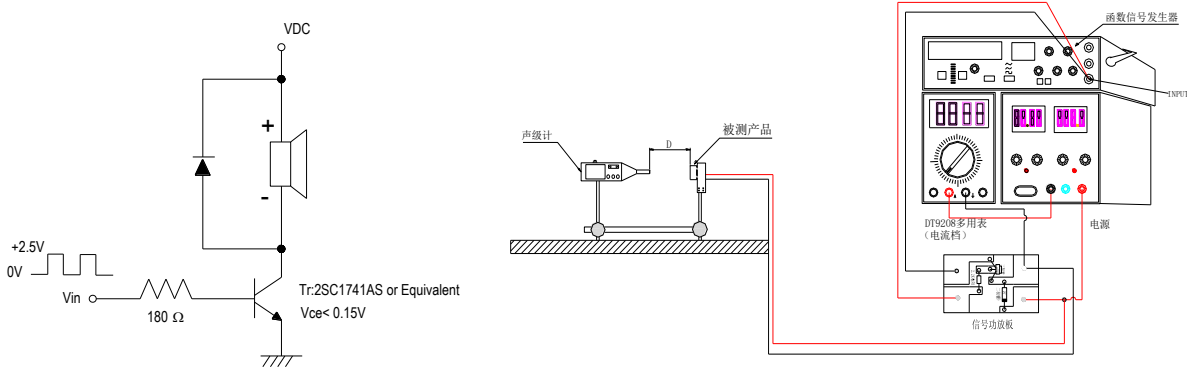 VDC
+
-
+2.5V
0V
Vin
180 Ω
Tr:2SC1741AS or Equivalent
Vce< 0.15V
声级计
D
被测产品
函数信号发生器
INPUT
DT9208多用表
(电流档)
电源
信号功放板